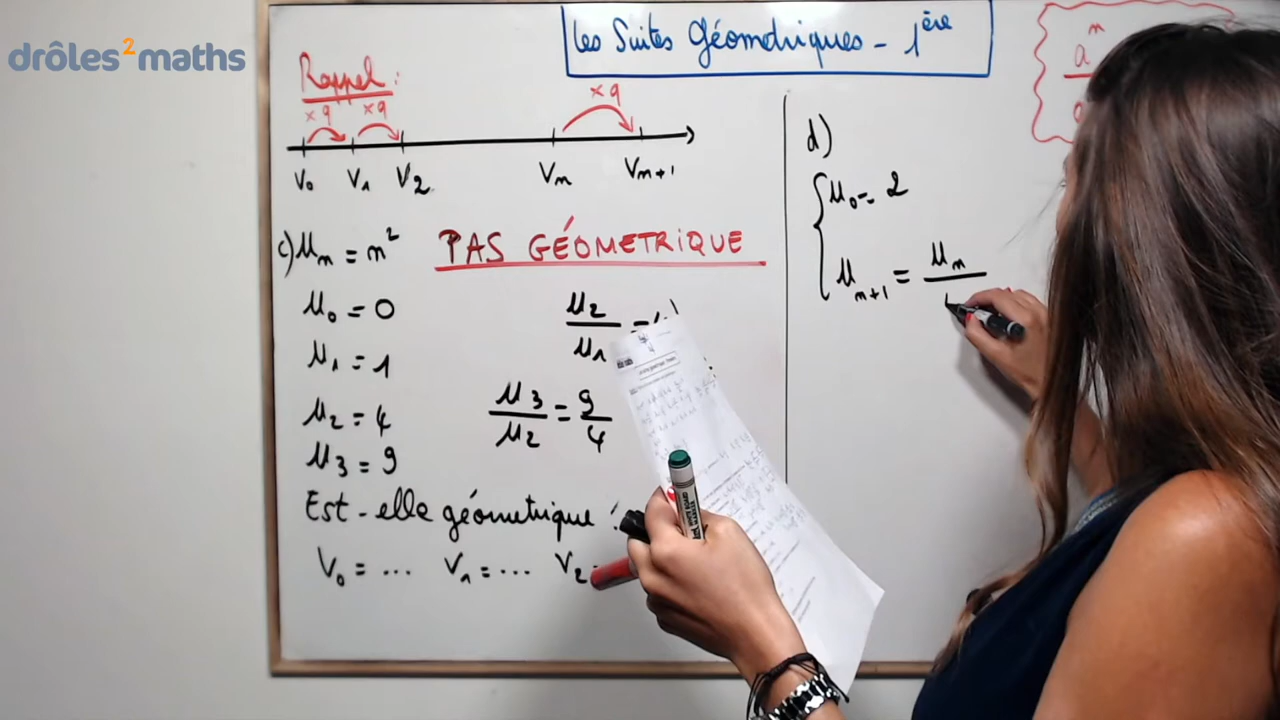 drôles²maths
Les Suites Géométriques - 1ère
Rappel :
×q ×q ×q
V₀ V₁ V₂ Vₙ Vₙ₊₁
c) uₙ = n²
PAS GÉOMETRIQUE
u₀ = 0
u₁ = 1
u₂ = 4
u₃ = 9
u₂/u₁ =
u₃/u₂ = 9/4
Est-elle géometrique
V₀ = ... V₁ = ... V₂
d)
{ u₀ = 2
uₙ₊₁ = uₙ/
aⁿ